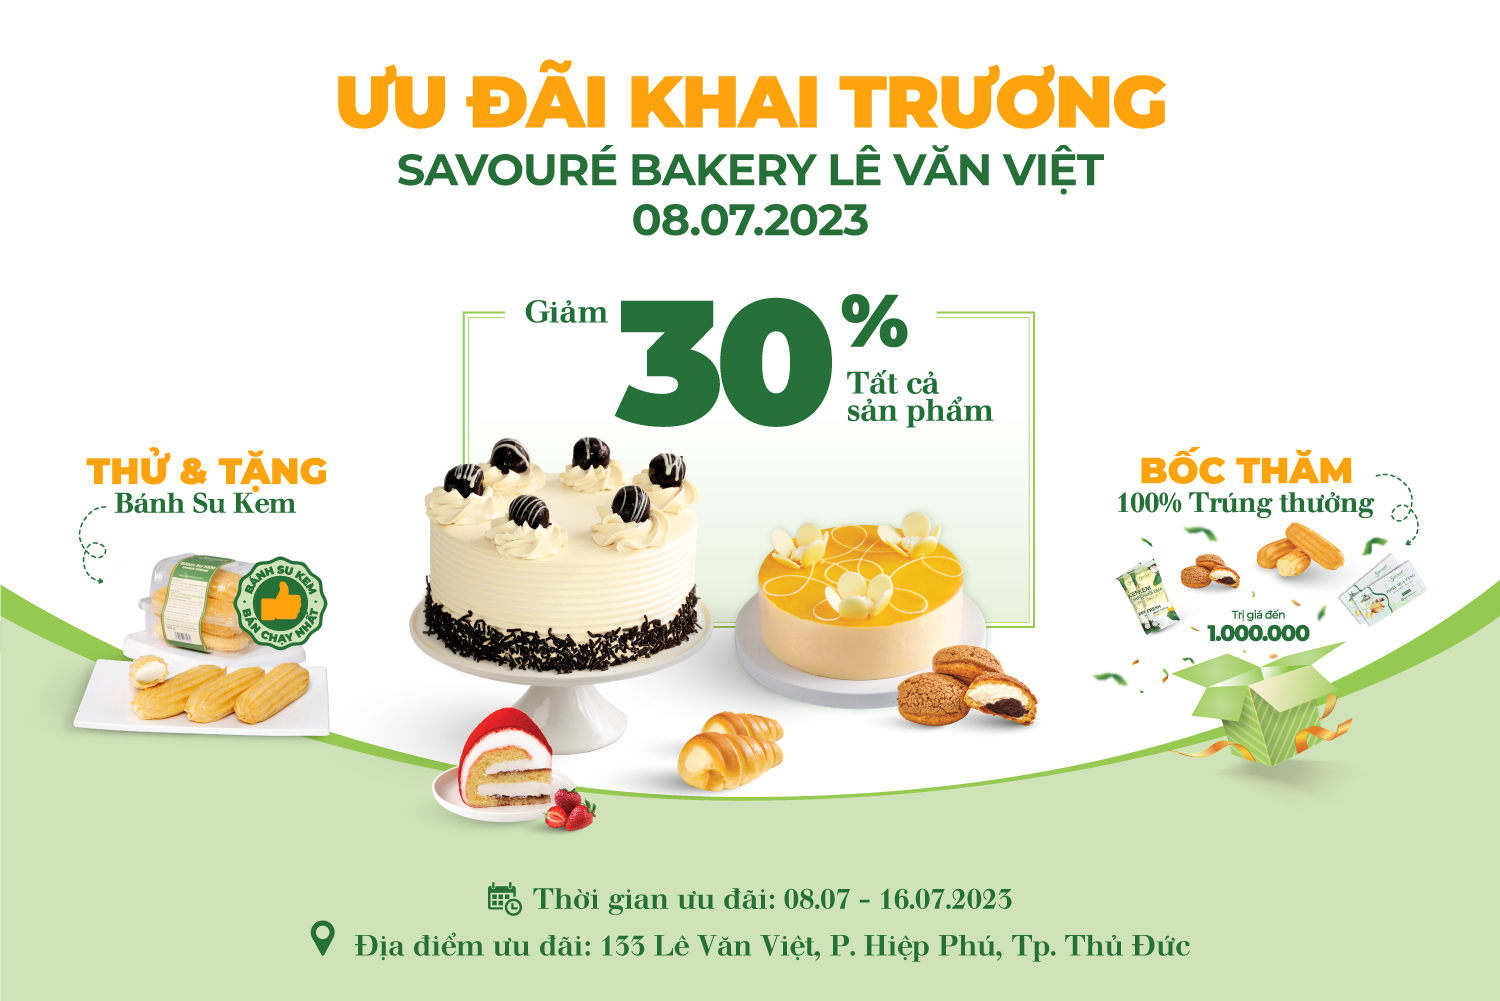 ƯU ĐÃI KHAI TRƯƠNG
SAVOURÉ BAKERY LÊ VĂN VIỆT
08.07.2023
Giảm 30%
Tất cả
sản phẩm
THỬ & TẶNG
Bánh Su Kem
BÁNH SU KEM
BÁN CHẠY NHẤT
BỐC THĂM
100% Trúng thưởng
Trị giá đến
1.000.000
Thời gian ưu đãi: 08.07 - 16.07.2023
Địa điểm ưu đãi: 133 Lê Văn Việt, P. Hiệp Phú, Tp. Thủ Đức